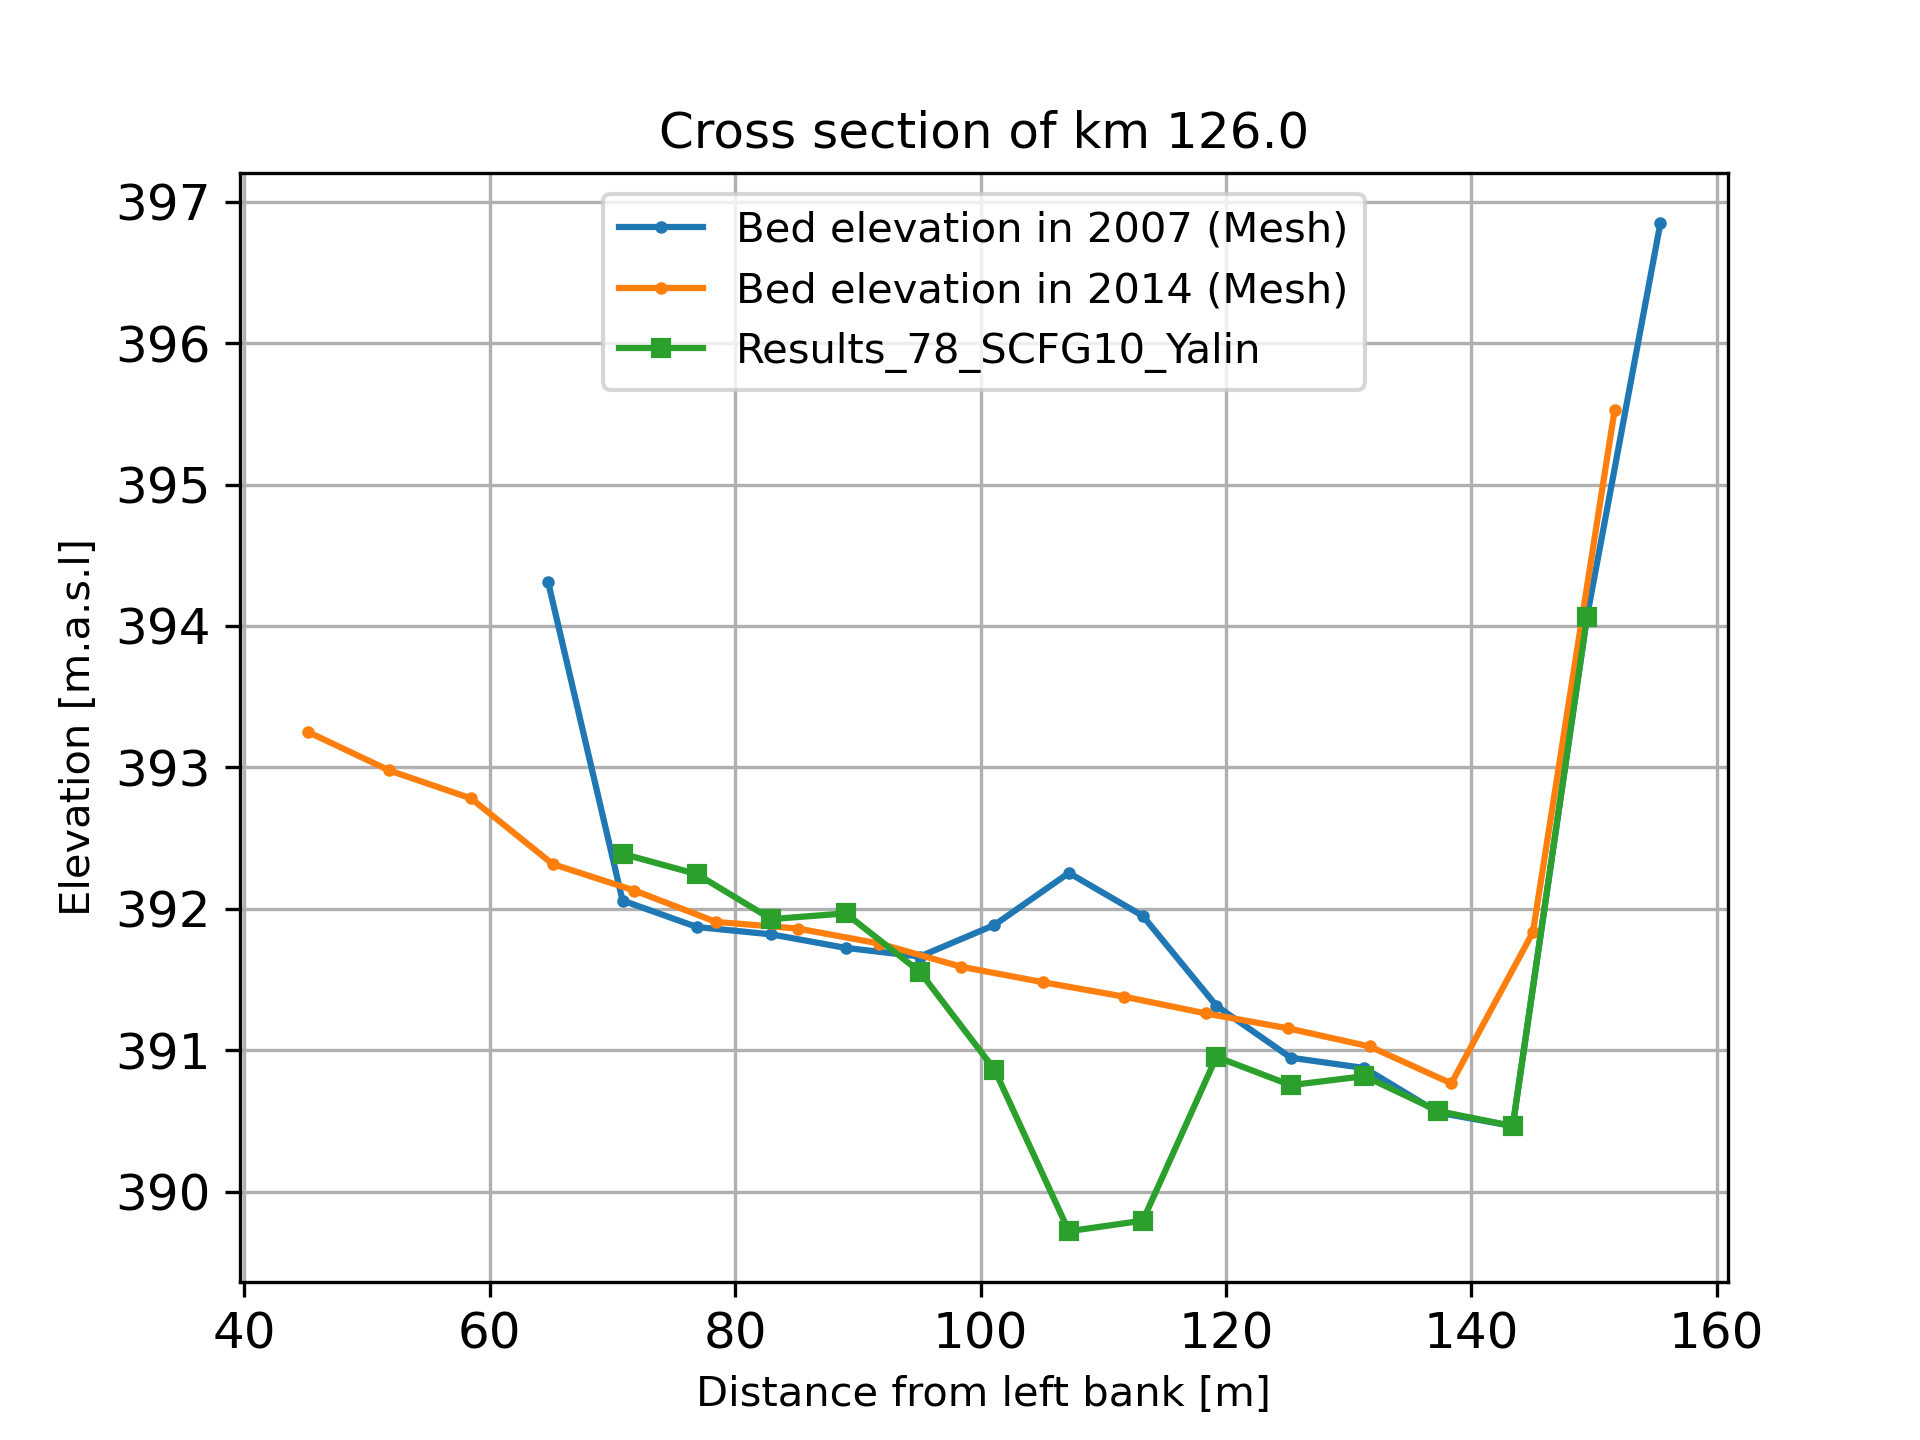 Cross section of km 126.0
Bed elevation in 2007 (Mesh)
Bed elevation in 2014 (Mesh)
Results_78_SCFG10_Yalin
397
396
395
394
393
392
391
390
Elevation [m.a.s.l]
40 60 80 100 120 140 160
Distance from left bank [m]